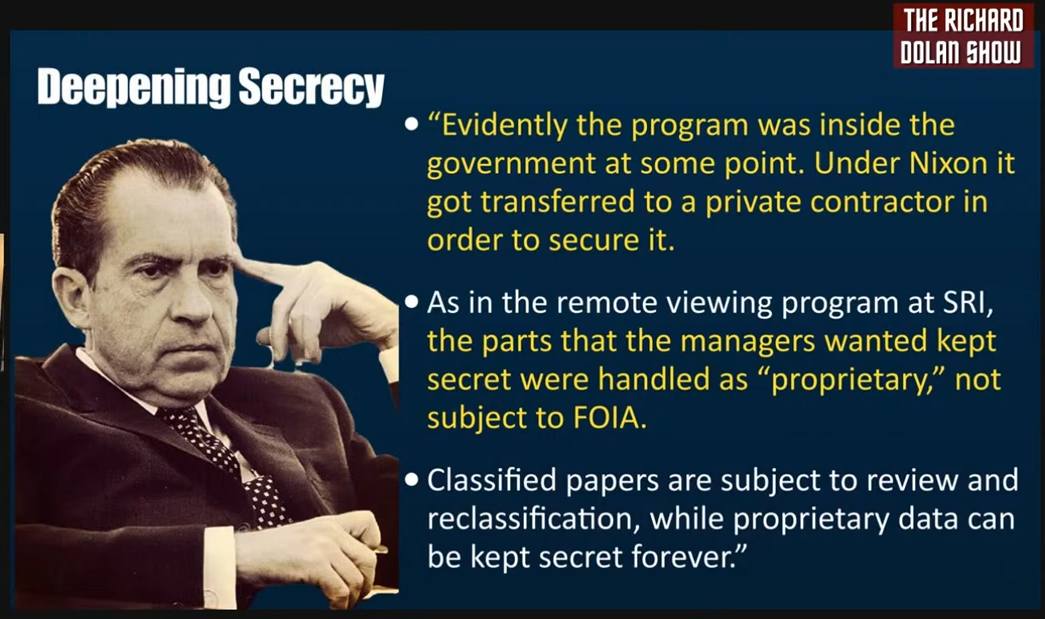 THE RICHARD
DOLAN SHOW
Deepening Secrecy
• “Evidently the program was inside the
government at some point. Under Nixon it
got transferred to a private contractor in
order to secure it.
• As in the remote viewing program at SRI,
the parts that the managers wanted kept
secret were handled as “proprietary,” not
subject to FOIA.
• Classified papers are subject to review and
reclassification, while proprietary data can
be kept secret forever.”